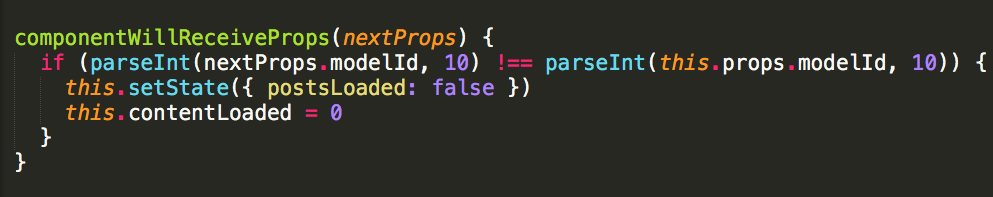 componentWillReceiveProps(nextProps) {
  if (parseInt(nextProps.modelId, 10) !== parseInt(this.props.modelId, 10)) {
    this.setState({ postsLoaded: false })
    this.contentLoaded = 0
  }
}